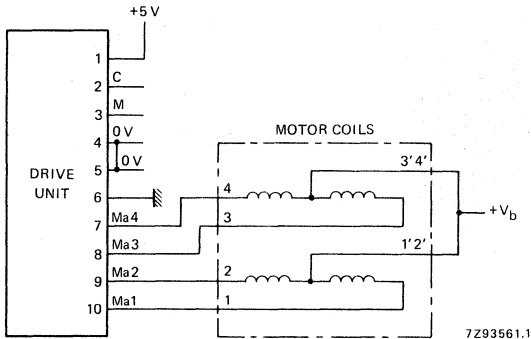 +5 V
1
2 C
3 M
4 0 V
5 0 V
6
7 Ma4
8 Ma3
9 Ma2
10 Ma1
DRIVE
UNIT
MOTOR COILS
3'4'
4
3
1'2'
2
1
+Vb
7Z93561.1